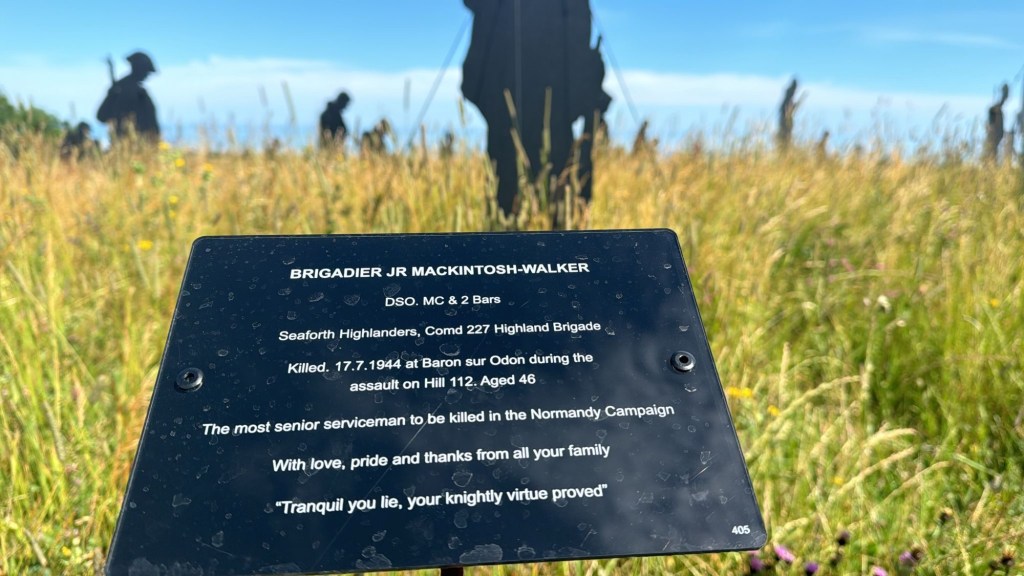 BRIGADIER JR MACKINTOSH-WALKER
DSO. MC & 2 Bars
Seaforth Highlanders, Comd 227 Highland Brigade
Killed. 17.7.1944 at Baron sur Odon during the
assault on Hill 112. Aged 46
The most senior serviceman to be killed in the Normandy Campaign
With love, pride and thanks from all your family
“Tranquil you lie, your knightly virtue proved”
405